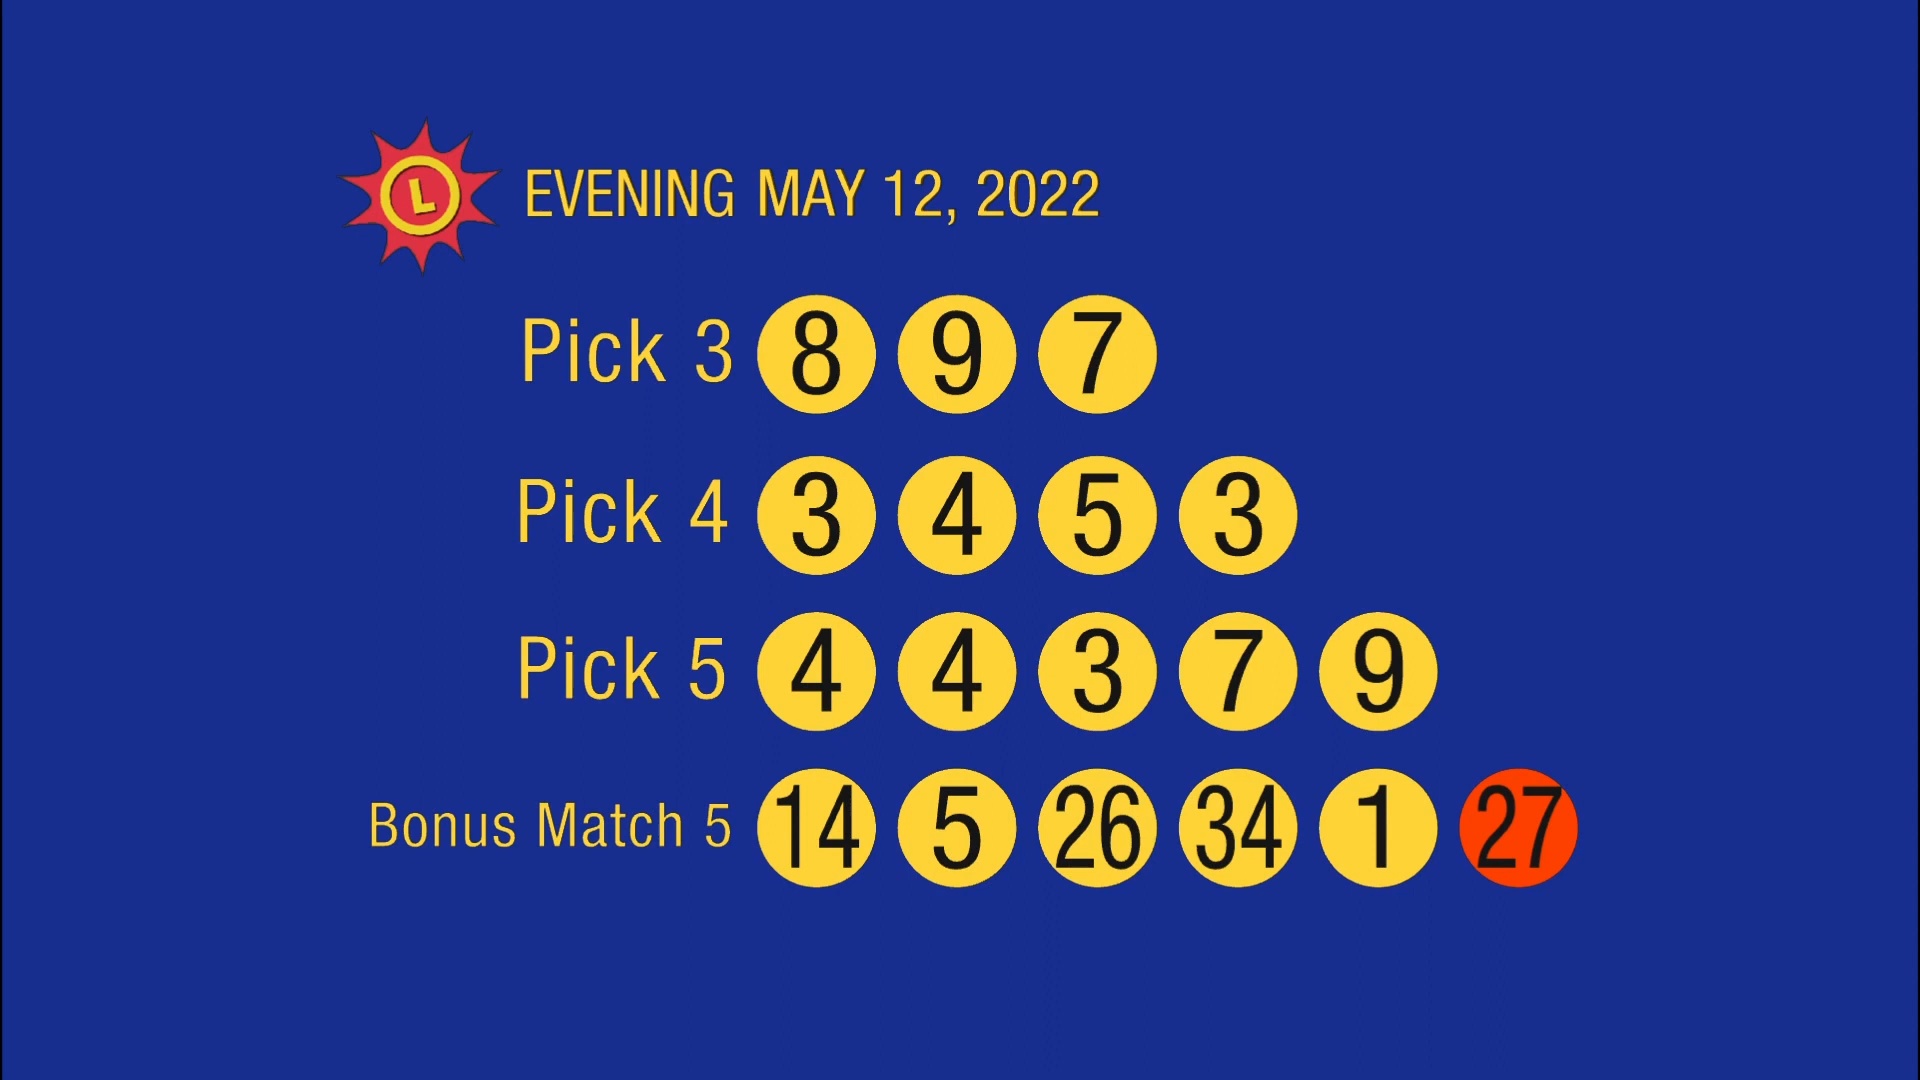 L EVENING MAY 12, 2022
Pick 3 8 9 7
Pick 4 3 4 5 3
Pick 5 4 4 3 7 9
Bonus Match 5 14 5 26 34 1 27